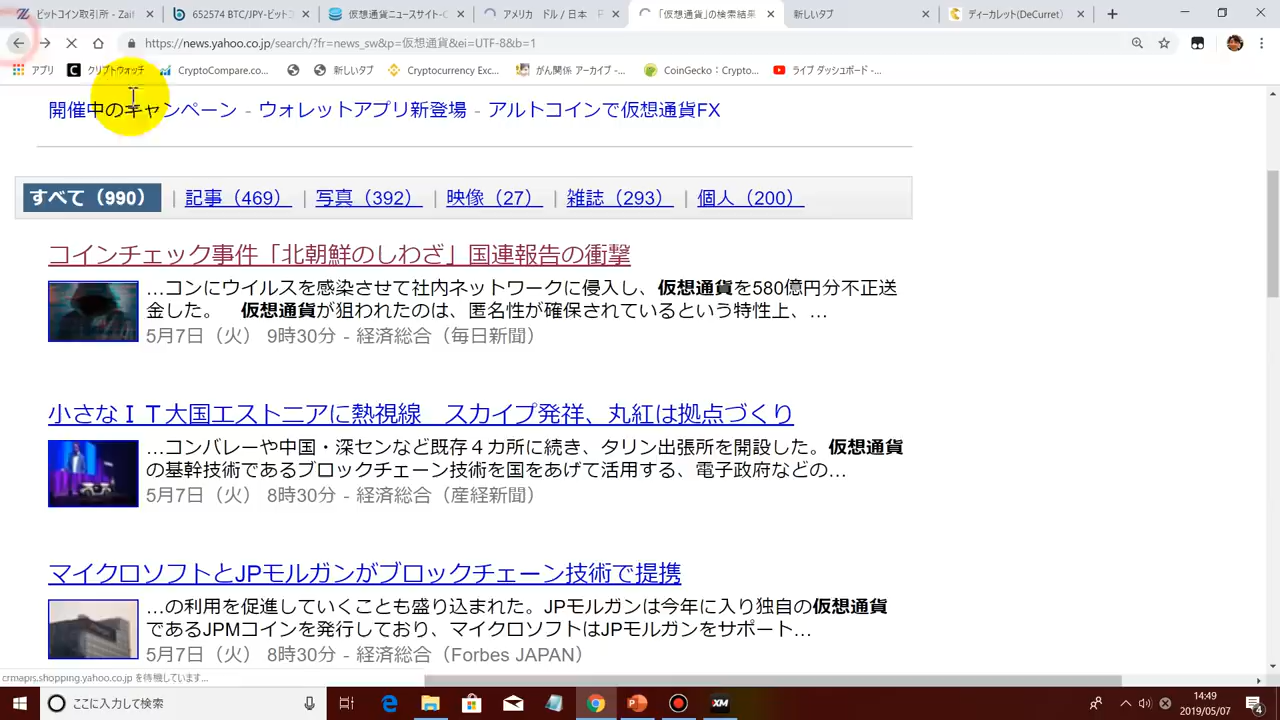 ビットコイン取引所 - Zaif
652574 BTC/JPY-ビットコ
仮想通貨ニュースサイト-C
アメリカ ドル / 日本
「仮想通貨」の検索結果
新しいタブ
ディーカレット(DeCurret)
https://news.yahoo.co.jp/search/?fr=news_sw&p=仮想通貨&ei=UTF-8&b=1
アプリ
クリプトウォッチ
CryptoCompare.co...
新しいタブ
Cryptocurrency Exc...
がん関係 アーカイブ -...
CoinGecko：Crypto...
ライブ ダッシュボード -...
開催中のキャンペーン - ウォレットアプリ新登場 - アルトコインで仮想通貨FX
すべて（990） | 記事（469） | 写真（392） | 映像（27） | 雑誌（293） | 個人（200）
コインチェック事件「北朝鮮のしわざ」国連報告の衝撃
…コンにウイルスを感染させて社内ネットワークに侵入し、仮想通貨を580億円分不正送
金した。　仮想通貨が狙われたのは、匿名性が確保されているという特性上、…
5月7日（火） 9時30分 - 経済総合（毎日新聞）
小さなＩＴ大国エストニアに熱視線　スカイプ発祥、丸紅は拠点づくり
…コンバレーや中国・深センなど既存４カ所に続き、タリン出張所を開設した。仮想通貨
の基幹技術であるブロックチェーン技術を国をあげて活用する、電子政府などの…
5月7日（火） 8時30分 - 経済総合（産経新聞）
マイクロソフトとJPモルガンがブロックチェーン技術で提携
…の利用を促進していくことも盛り込まれた。JPモルガンは今年に入り独自の仮想通貨
であるJPMコインを発行しており、マイクロソフトはJPモルガンをサポート…
5月7日（火） 8時30分 - 経済総合（Forbes JAPAN）
crmapis.shopping.yahoo.co.jp を待機しています...
ここに入力して検索
XM
14:49
2019/05/07
4